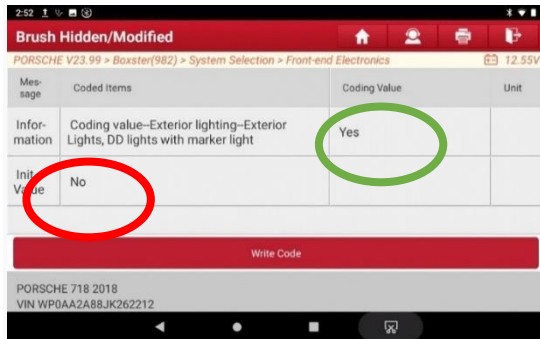 2:52
Brush Hidden/Modified
PORSCHE V23.99 > Boxster(982) > System Selection > Front-end Electronics 12.55V
Mes-
sage
Coded Items
Coding Value
Unit
Infor-
mation
Coding value--Exterior lighting--Exterior
Lights, DD lights with marker light
Yes
Init
Value
No
Write Code
PORSCHE 718 2018
VIN WP0AA2A88JK262212